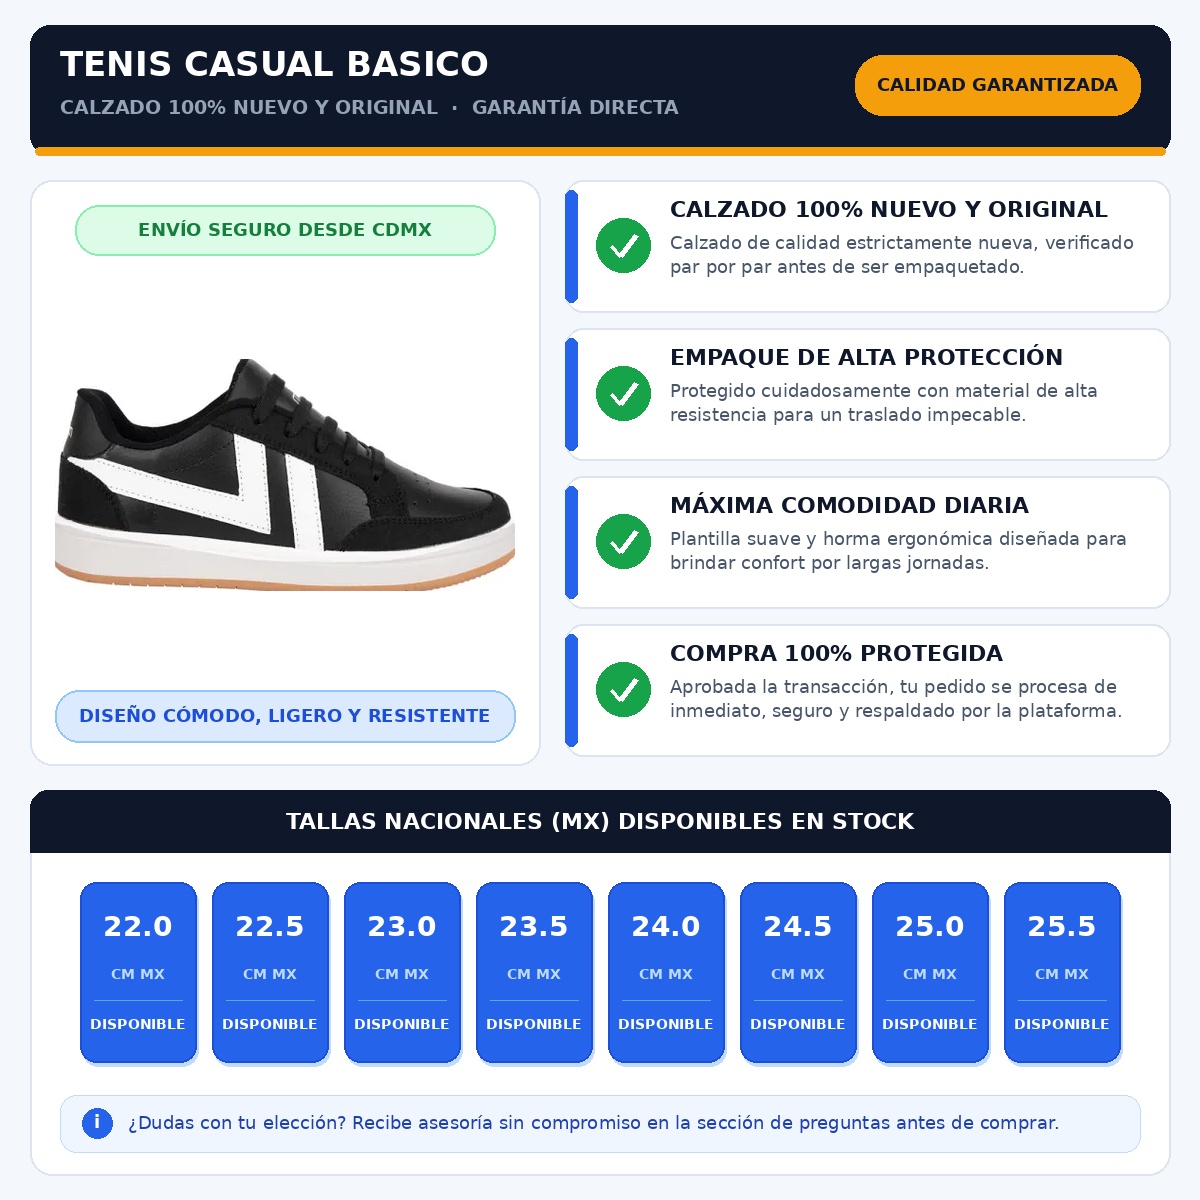 TENIS CASUAL BASICO
CALZADO 100% NUEVO Y ORIGINAL · GARANTÍA DIRECTA
CALIDAD GARANTIZADA
ENVÍO SEGURO DESDE CDMX
DISEÑO CÓMODO, LIGERO Y RESISTENTE
CALZADO 100% NUEVO Y ORIGINAL
Calzado de calidad estrictamente nueva, verificado
par por par antes de ser empaquetado.
EMPAQUE DE ALTA PROTECCIÓN
Protegido cuidadosamente con material de alta
resistencia para un traslado impecable.
MÁXIMA COMODIDAD DIARIA
Plantilla suave y horma ergonómica diseñada para
brindar confort por largas jornadas.
COMPRA 100% PROTEGIDA
Aprobada la transacción, tu pedido se procesa de
inmediato, seguro y respaldado por la plataforma.
TALLAS NACIONALES (MX) DISPONIBLES EN STOCK
22.0 22.5 23.0 23.5 24.0 24.5 25.0 25.5
CM MX CM MX CM MX CM MX CM MX CM MX CM MX CM MX
DISPONIBLE DISPONIBLE DISPONIBLE DISPONIBLE DISPONIBLE DISPONIBLE DISPONIBLE DISPONIBLE
i ¿Dudas con tu elección? Recibe asesoría sin compromiso en la sección de preguntas antes de comprar.